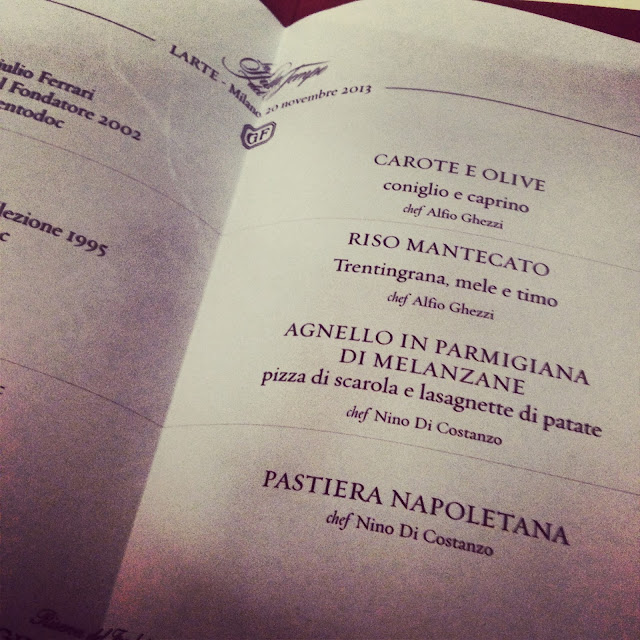 iulio Ferrari
l Fondatore 2002
entodoc
lezione 1995
c
LARTE - Milano 20 novembre 2013
GF
CAROTE E OLIVE
coniglio e caprino
chef Alfio Ghezzi
RISO MANTECATO
Trentingrana, mele e timo
chef Alfio Ghezzi
AGNELLO IN PARMIGIANA
DI MELANZANE
pizza di scarola e lasagnette di patate
chef Nino Di Costanzo
PASTIERA NAPOLETANA
chef Nino Di Costanzo